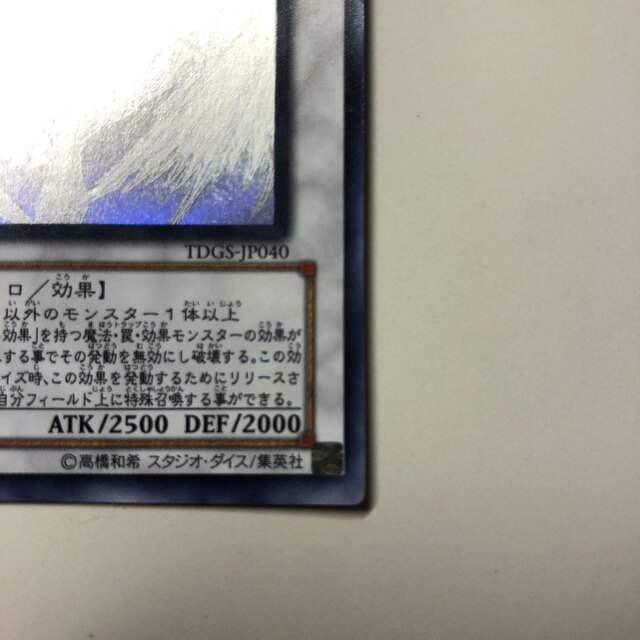 TDGS-JP040
ロ／効果】
以外のモンスター１体以上
効果」を持つ魔法・罠・効果モンスターの効果が
する事でその発動を無効にし破壊する。この効
イズ時、この効果を発動するためにリリースさ
自分フィールド上に特殊召喚する事ができる。
ATK/2500 DEF/2000
©高橋和希 スタジオ・ダイス/集英社